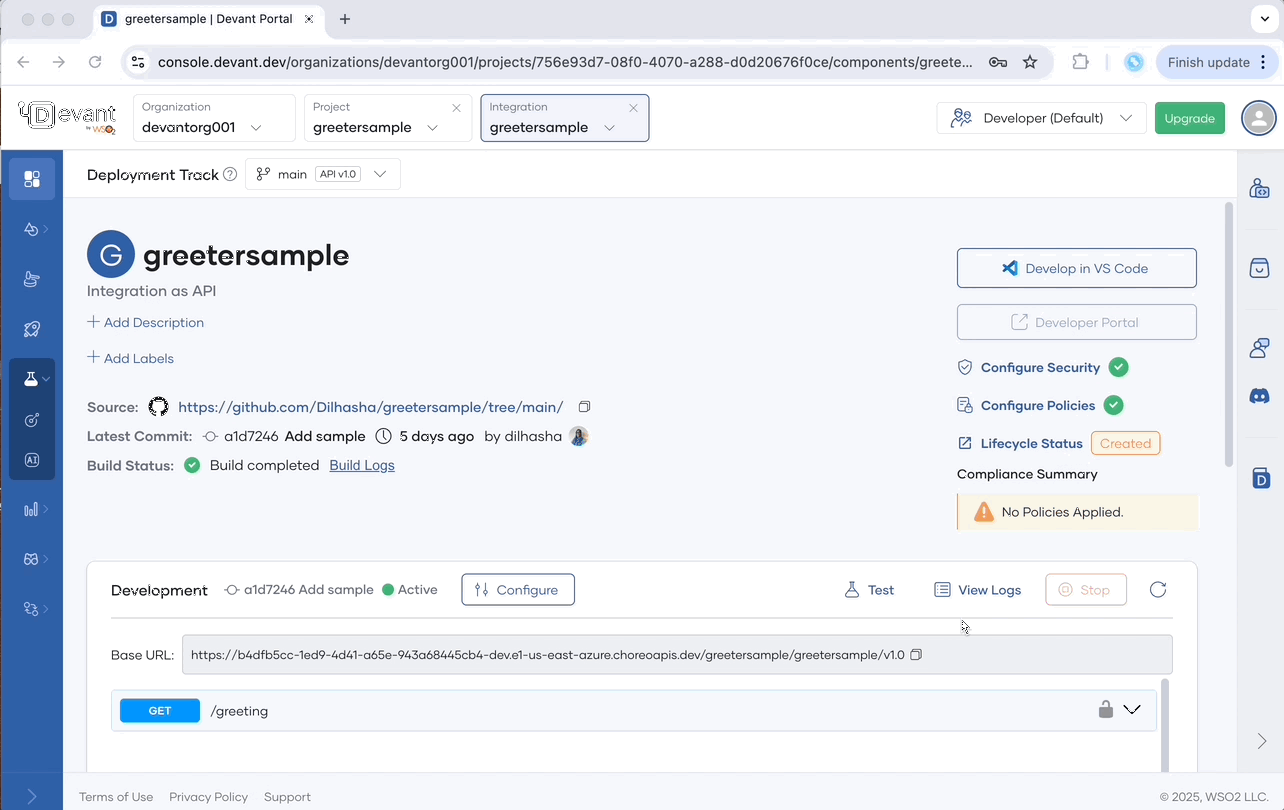 greetersample | Devant Portal
console.devant.dev/organizations/devantorg001/projects/756e93d7-08f0-4070-a288-d0d20676f0ce/components/greete...
Finish update
Devant
by WSO2
Organization
devantorg001
Project
greetersample
Integration
greetersample
Developer (Default)
Upgrade
Deployment Track
main API v1.0
G greetersample
Integration as API
Add Description
Add Labels
Source: https://github.com/Dilhasha/greetersample/tree/main/
Latest Commit: a1d7246 Add sample 5 days ago by dilhasha
Build Status: Build completed Build Logs
Develop in VS Code
Developer Portal
Configure Security
Configure Policies
Lifecycle Status Created
Compliance Summary
No Policies Applied.
Development a1d7246 Add sample Active Configure Test View Logs Stop
Base URL: https://b4dfb5cc-1ed9-4d41-a65e-943a68445cb4-dev.e1-us-east-azure.choreoapis.dev/greetersample/greetersample/v1.0
GET /greeting
Terms of Use Privacy Policy Support
© 2025, WSO2 LLC.